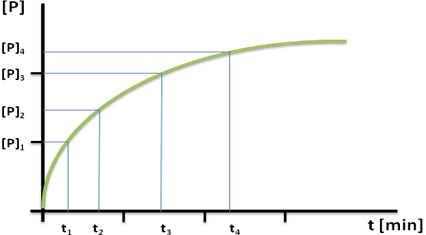 [P]
[P]₄
[P]₃
[P]₂
[P]₁
t₁ t₂ t₃ t₄
t [min]